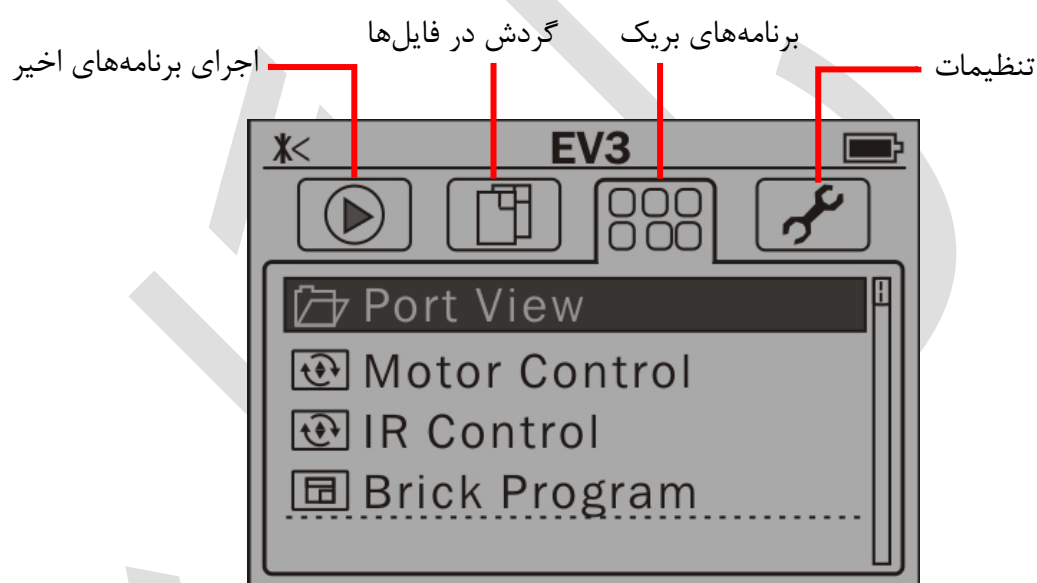 برنامه‌های بریک
گردش در فایل‌ها
تنظیمات
اجرای برنامه‌های اخیر
EV3
Port View
Motor Control
IR Control
Brick Program